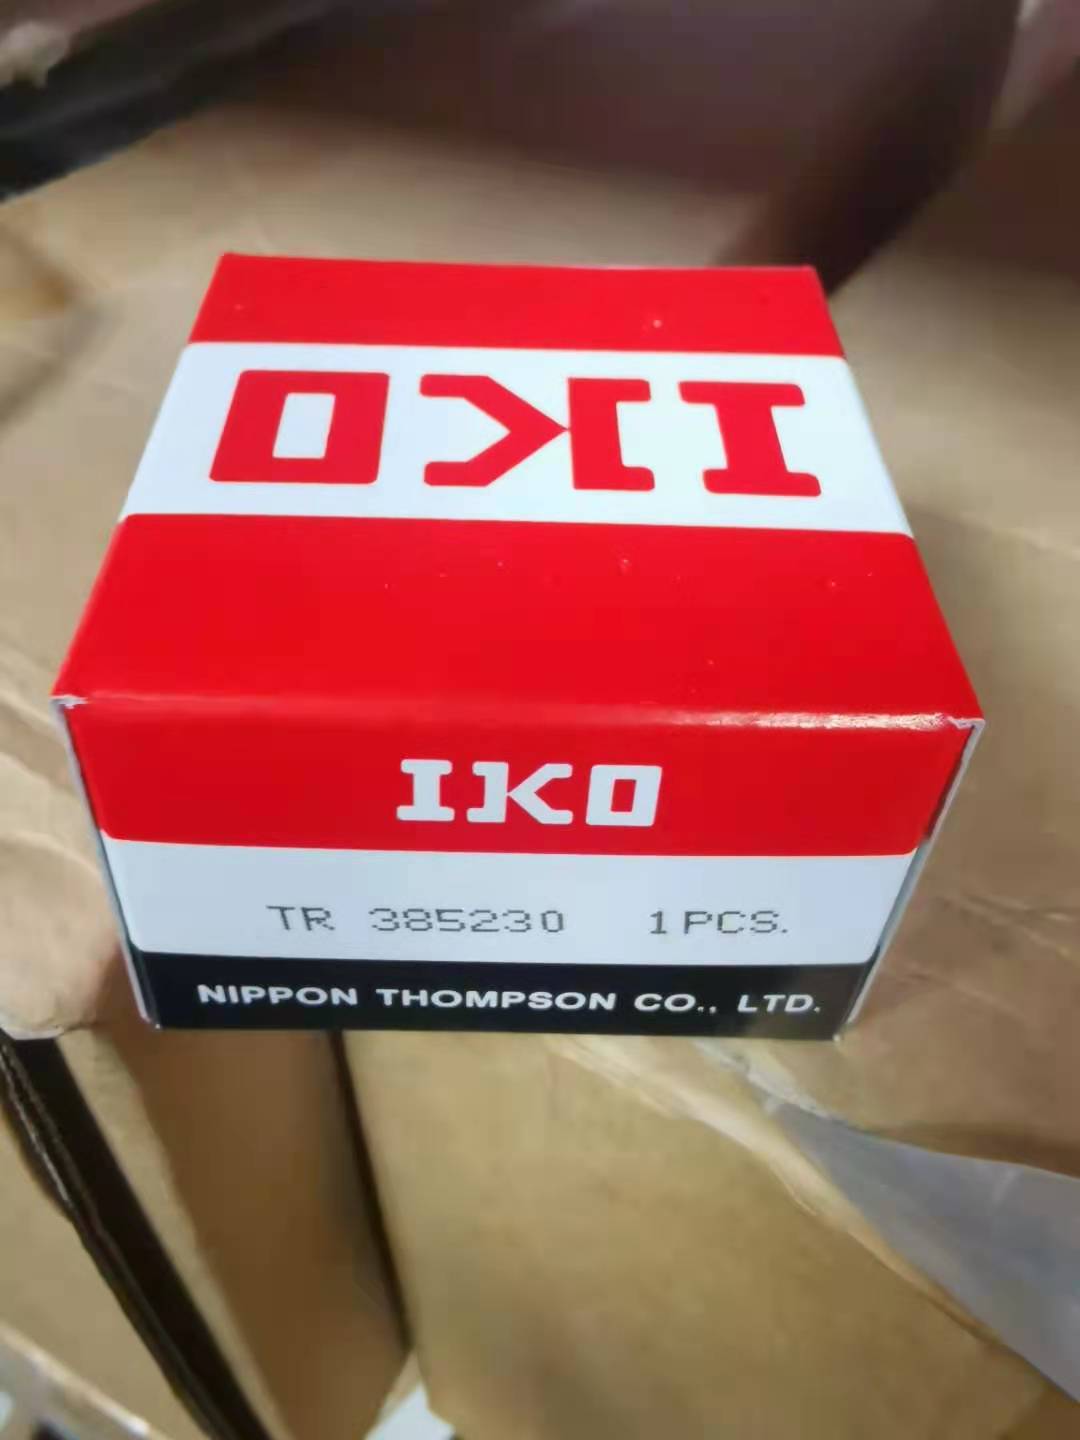 IKO
IKO
TR 385230 1PCS.
NIPPON THOMPSON CO., LTD.